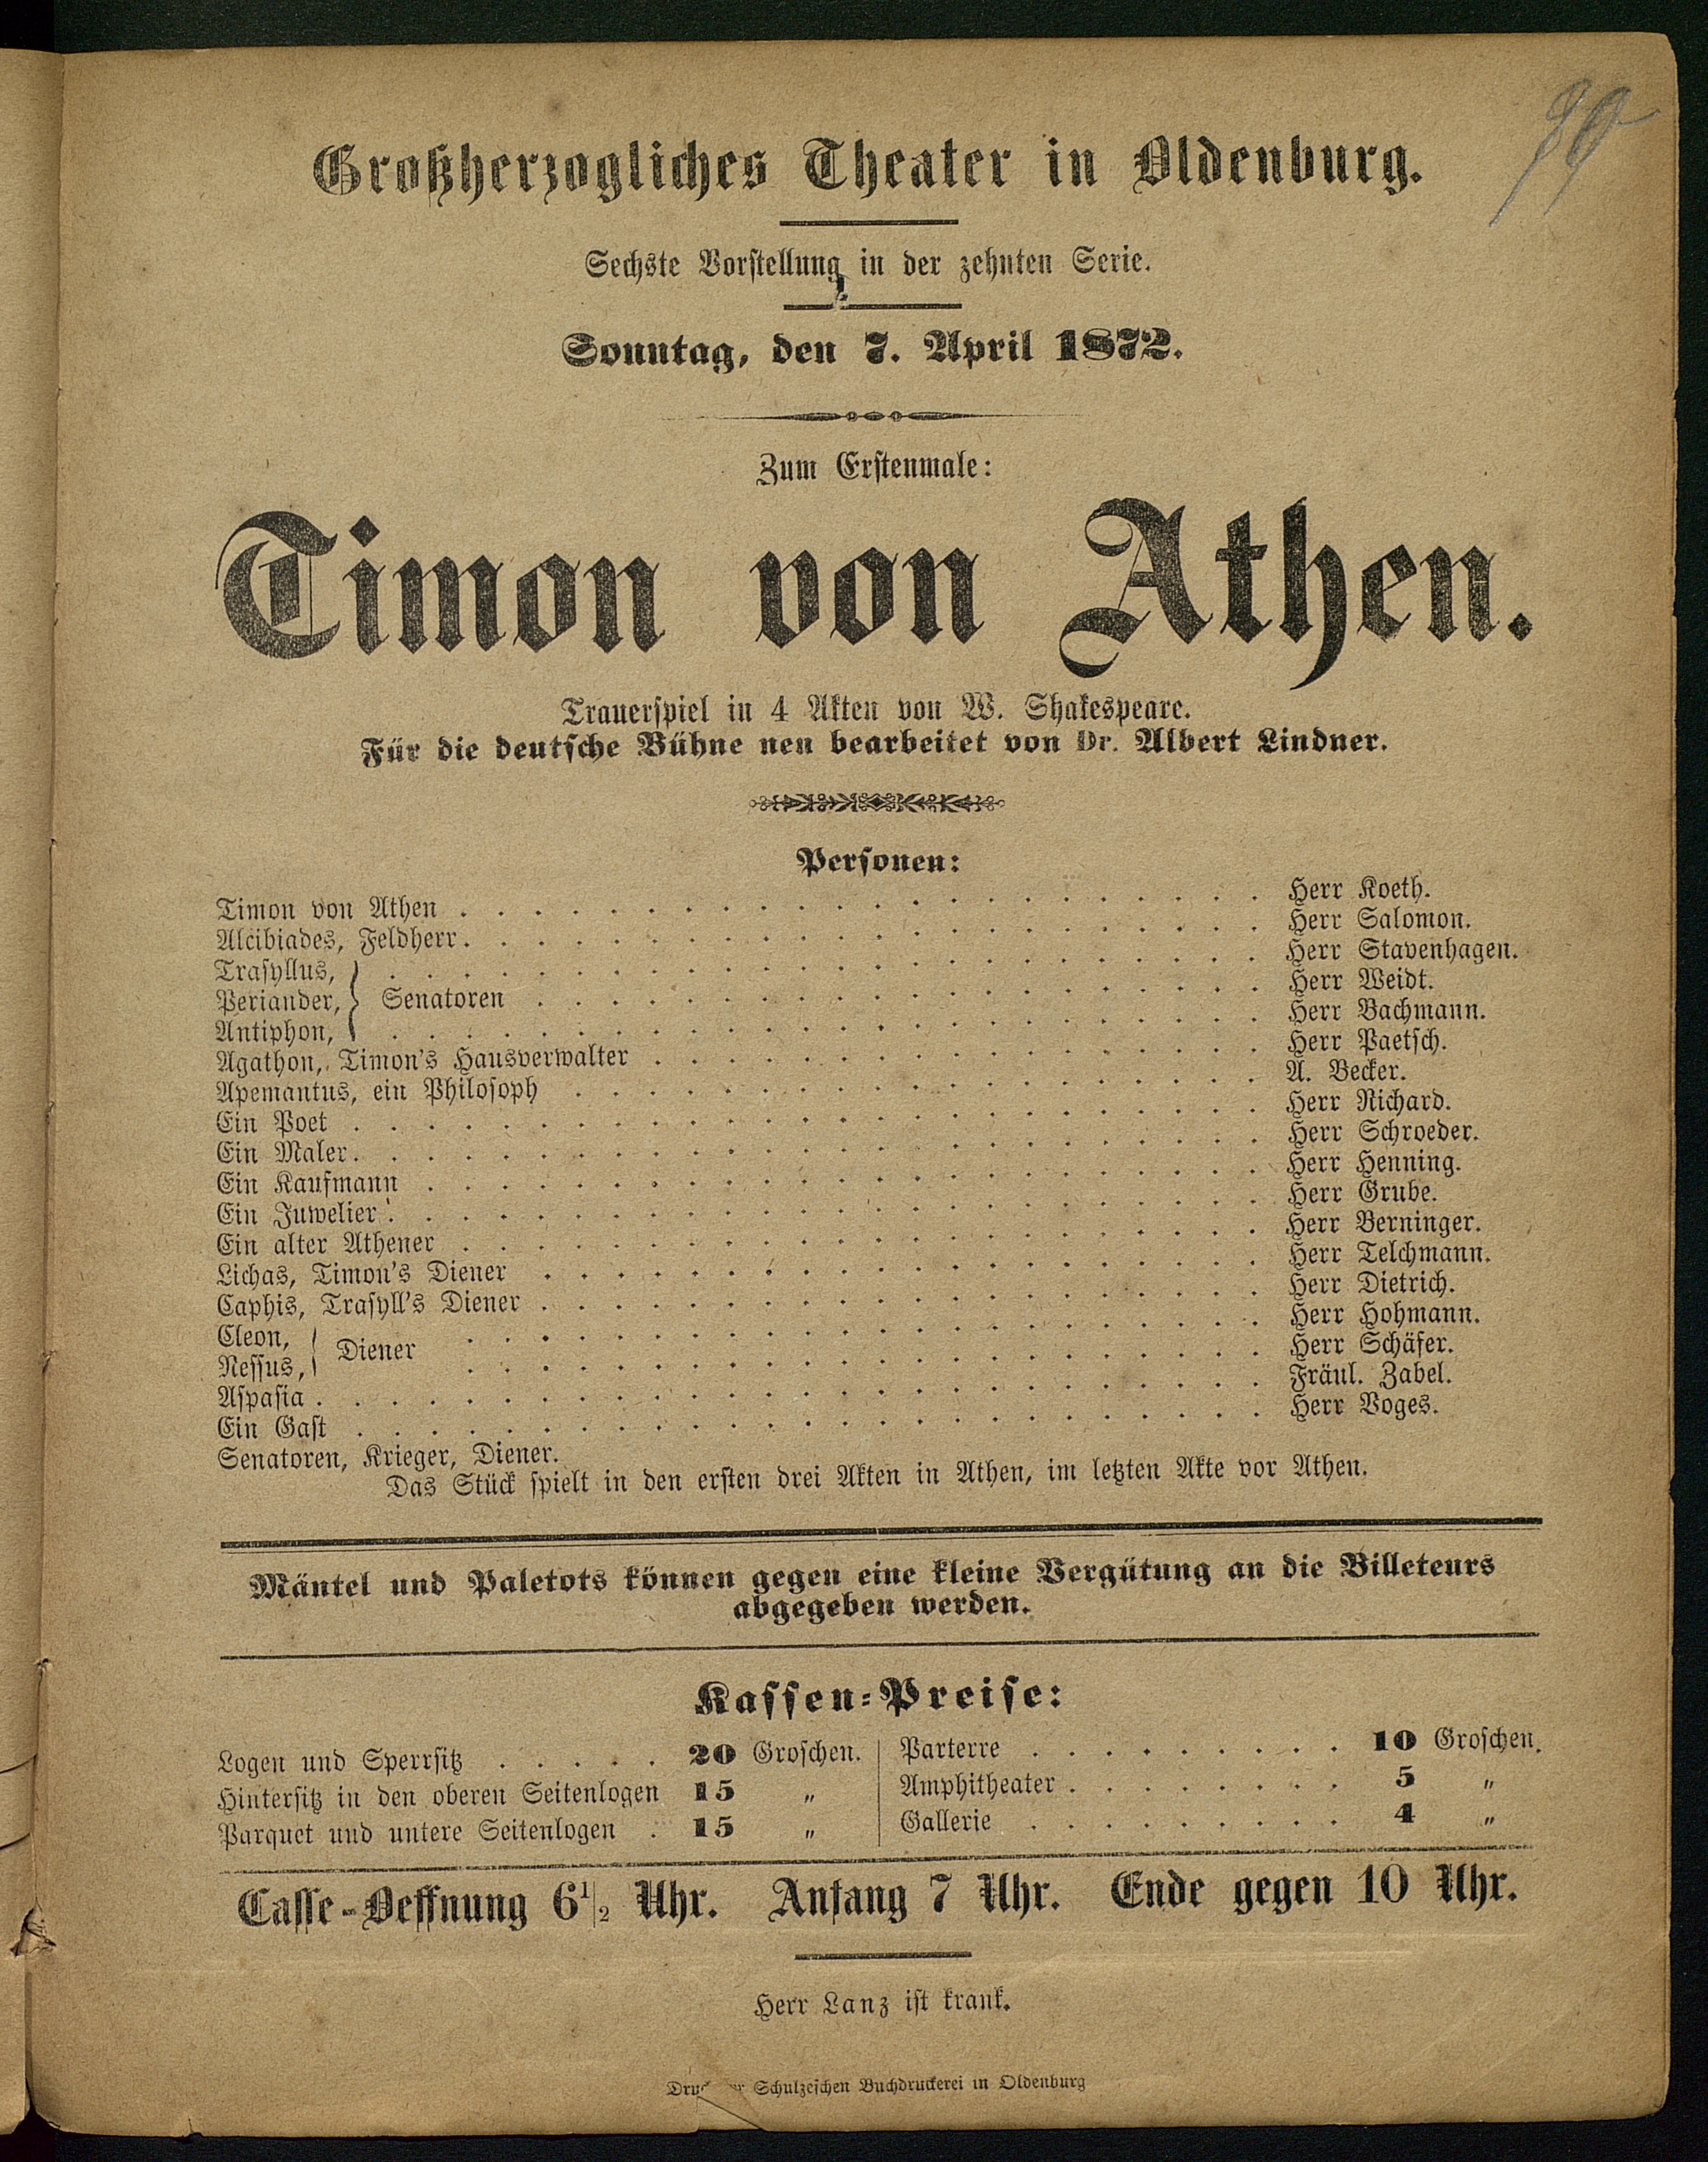 99
Großherzogliches Theater in Oldenburg.
Sechste Vorstellung in der zehnten Serie.
Sonntag, den 7. April 1872.
Zum Erstenmale:
Timon von Athen.
Trauerspiel in 4 Akten von W. Shakespeare.
Für die deutsche Bühne neu bearbeitet von Dr. Albert Lindner.
Personen:
Timon von Athen . . . . . Herr Koeth.
Alcibiades, Feldherr. . . . . . Herr Salomon.
Trasyllus, . . . . . Herr Stavenhagen.
Periander, } Senatoren . . . . . Herr Weidt.
Antiphon, . . . . . Herr Bachmann.
Agathon, Timon's Hausverwalter . . . . . Herr Paetsch.
Apemantus, ein Philosoph . . . . . A. Becker.
Ein Poet . . . . . Herr Richard.
Ein Maler. . . . . . Herr Schroeder.
Ein Kaufmann . . . . . Herr Henning.
Ein Juwelier . . . . . Herr Grube.
Ein alter Athener . . . . . Herr Berninger.
Lichas, Timon's Diener . . . . . Herr Telchmann.
Caphis, Trasyll's Diener . . . . . Herr Dietrich.
Cleon, } Diener . . . . . Herr Hohmann.
Nessus, . . . . . Herr Schäfer.
Aspasia . . . . . Fräul. Zabel.
Ein Gast . . . . . Herr Voges.
Senatoren, Krieger, Diener.
Das Stück spielt in den ersten drei Akten in Athen, im letzten Akte vor Athen.
Mäntel und Paletots können gegen eine kleine Vergütung an die Billeteurs
abgegeben werden.
Kassen-Preise:
Logen und Sperrsitz . . . . . 20 Groschen.
Hintersitz in den oberen Seitenlogen 15 "
Parquet und untere Seitenlogen . 15 "
Parterre . . . . . 10 Groschen.
Amphitheater . . . . . 5 "
Gallerie . . . . . 4 "
Casse-Oeffnung 6 1/2 Uhr. Anfang 7 Uhr. Ende gegen 10 Uhr.
Herr Lanz ist krank.
Schulzeschen Buchdruckerei in Oldenburg